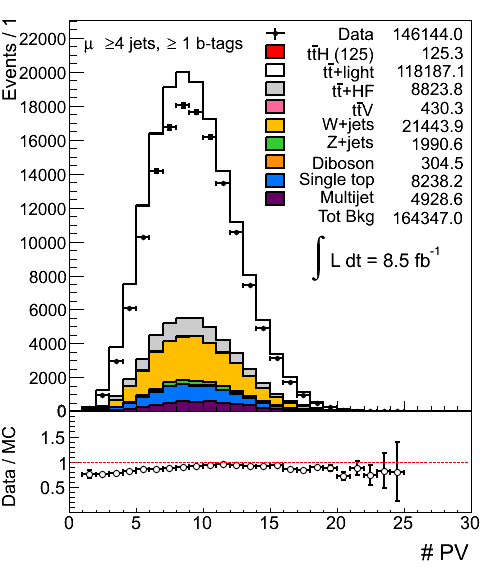 Events / 1
22000
20000
18000
16000
14000
12000
10000
8000
6000
4000
2000
0
μ ≥4 jets, ≥ 1 b-tags
Data 146144.0
tt̄H (125) 125.3
tt̄+light 118187.1
tt̄+HF 8823.8
tt̄V 430.3
W+jets 21443.9
Z+jets 1990.6
Diboson 304.5
Single top 8238.2
Multijet 4928.6
Tot Bkg 164347.0
∫ L dt = 8.5 fb⁻¹
Data / MC
1.5
1
0.5
0 5 10 15 20 25 30
# PV